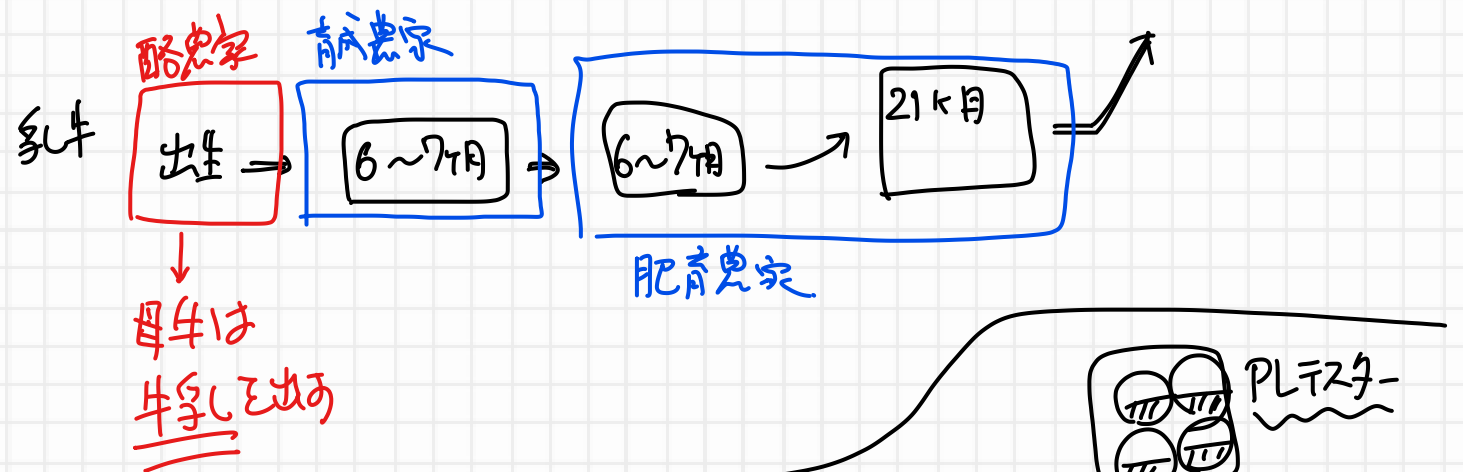 酪農家
育成農家
乳牛
出生
6〜7ヶ月
6〜7ヶ月
21ヶ月
肥育農家
母牛は
牛乳を出す
PLテスター